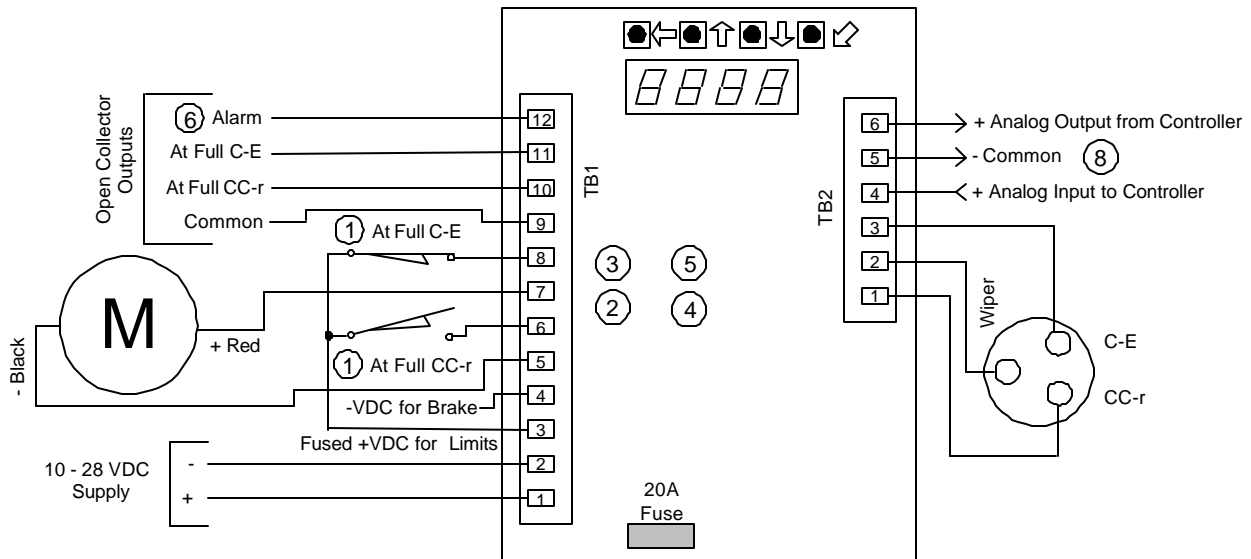 8888
Open Collector
Outputs
6 Alarm
At Full C-E
At Full CC-r
Common
12
11
10
9
8
7
6
5
4
3
2
1
TB1
1 At Full C-E
M
+ Red
- Black
1 At Full CC-r
-VDC for Brake
Fused +VDC for Limits
10 - 28 VDC
Supply
-
+
3
5
2
4
20A
Fuse
TB2
6
5
4
3
2
1
+ Analog Output from Controller
- Common 8
+ Analog Input to Controller
Wiper
C-E
CC-r